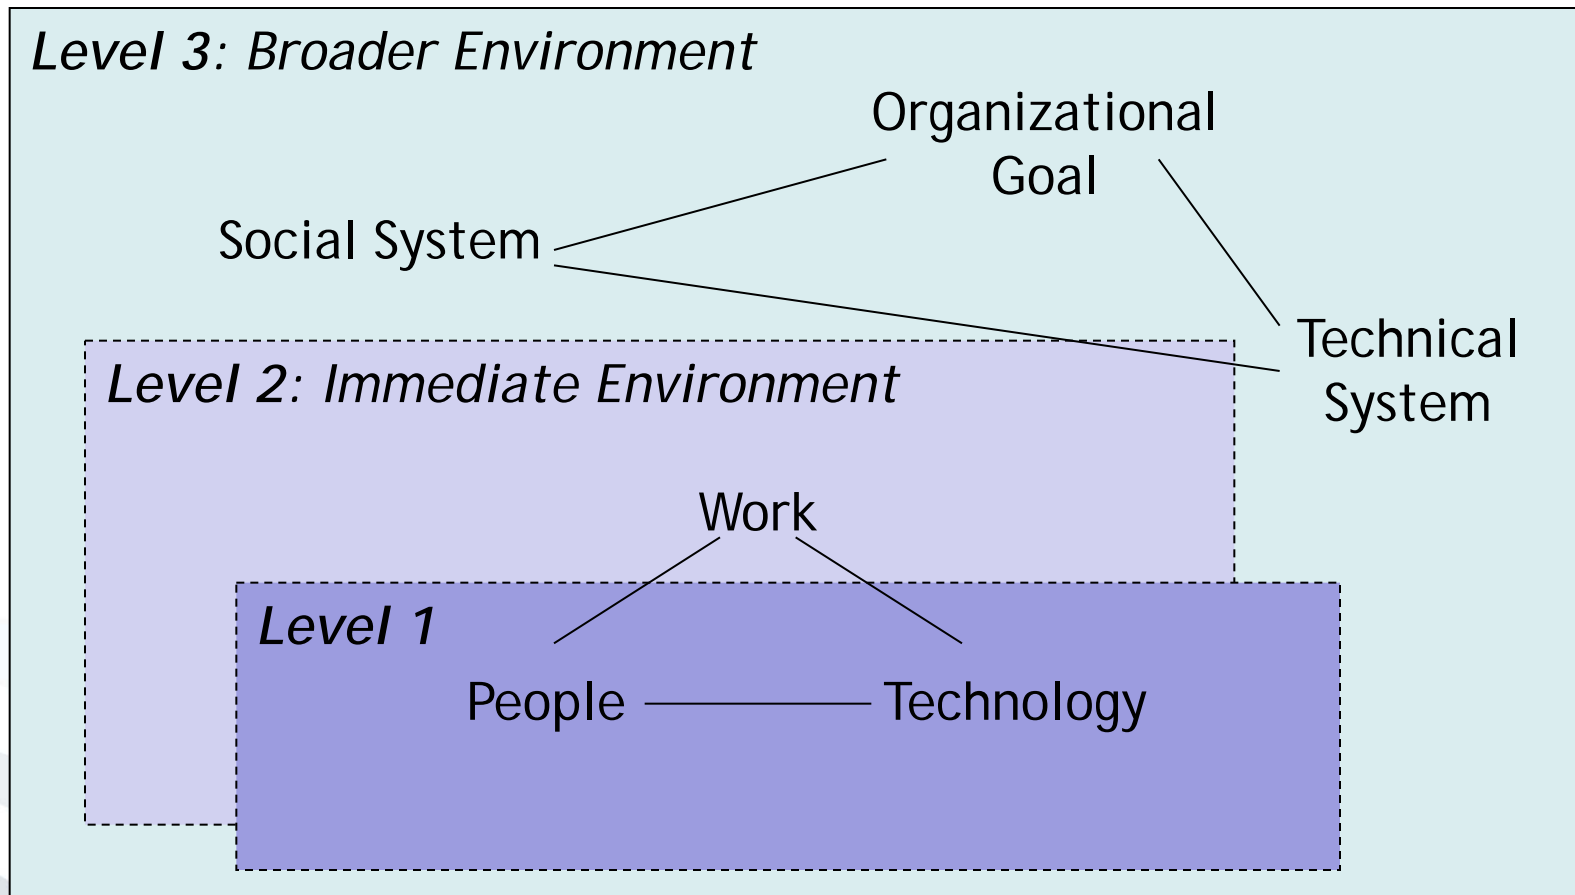 Level 3: Broader Environment
Organizational
Goal
Social System
Technical
System
Level 2: Immediate Environment
Work
Level 1
People
Technology